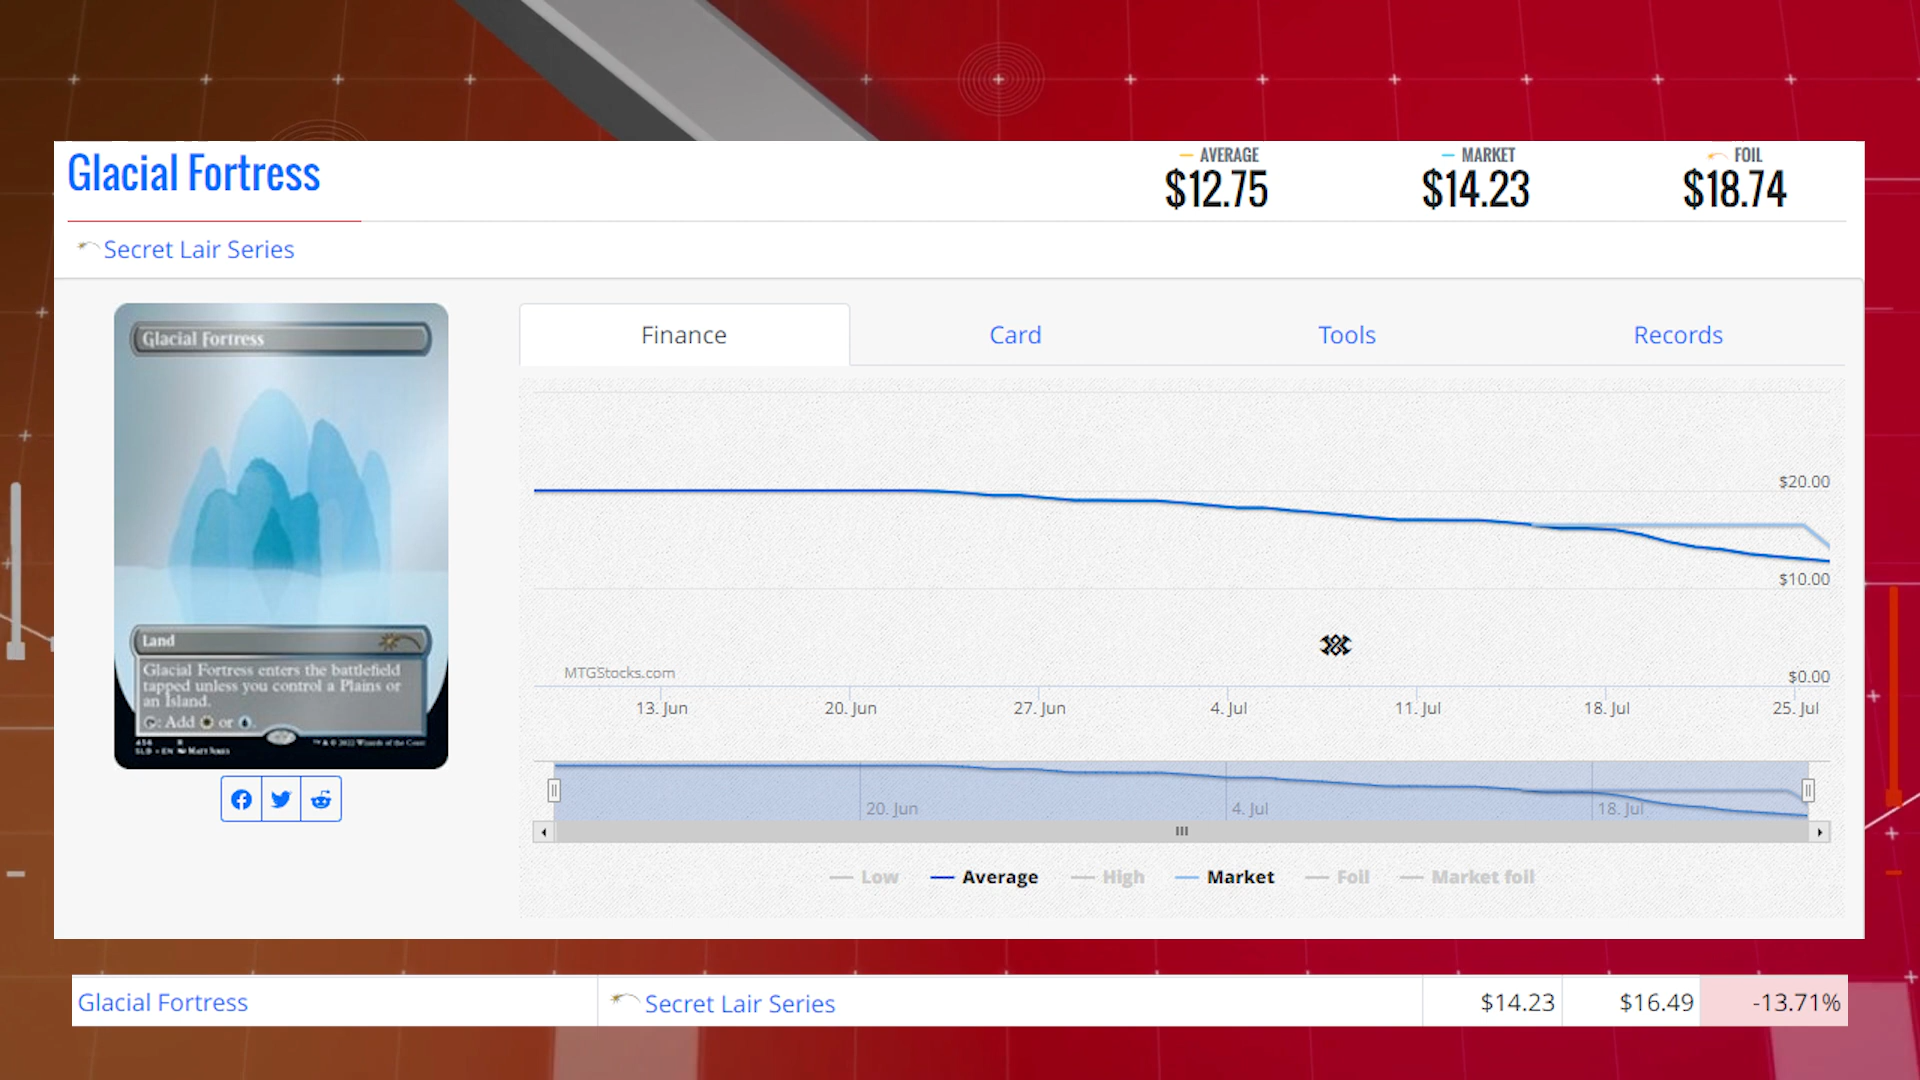 Glacial Fortress
AVERAGE
$12.75
MARKET
$14.23
FOIL
$18.74
Secret Lair Series
Glacial Fortress
Land
Glacial Fortress enters the battlefield
tapped unless you control a Plains or
an Island.
: Add or .
SLD • EN
Finance
Card
Tools
Records
$20.00
$10.00
$0.00
MTGStocks.com
13. Jun
20. Jun
27. Jun
4. Jul
11. Jul
18. Jul
25. Jul
20. Jun
4. Jul
18. Jul
Low
Average
High
Market
Foil
Market foil
Glacial Fortress
Secret Lair Series
$14.23
$16.49
-13.71%